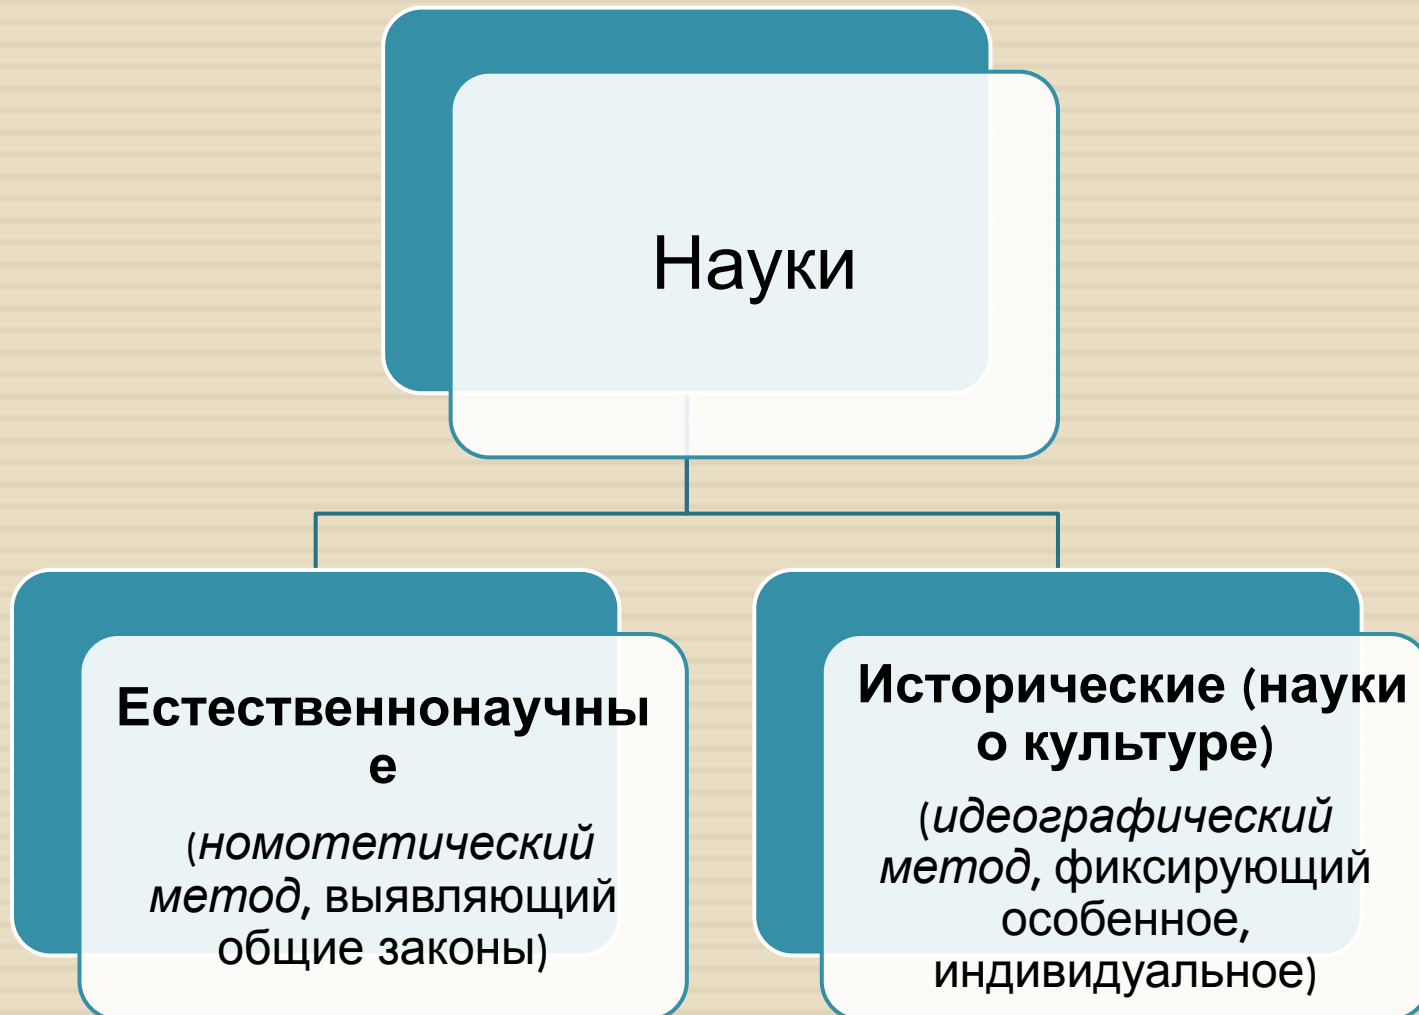 Науки
Естественнонаучны
е
(номотетический
метод, выявляющий
общие законы)
Исторические (науки
о культуре)
(идеографический
метод, фиксирующий
особенное,
индивидуальное)